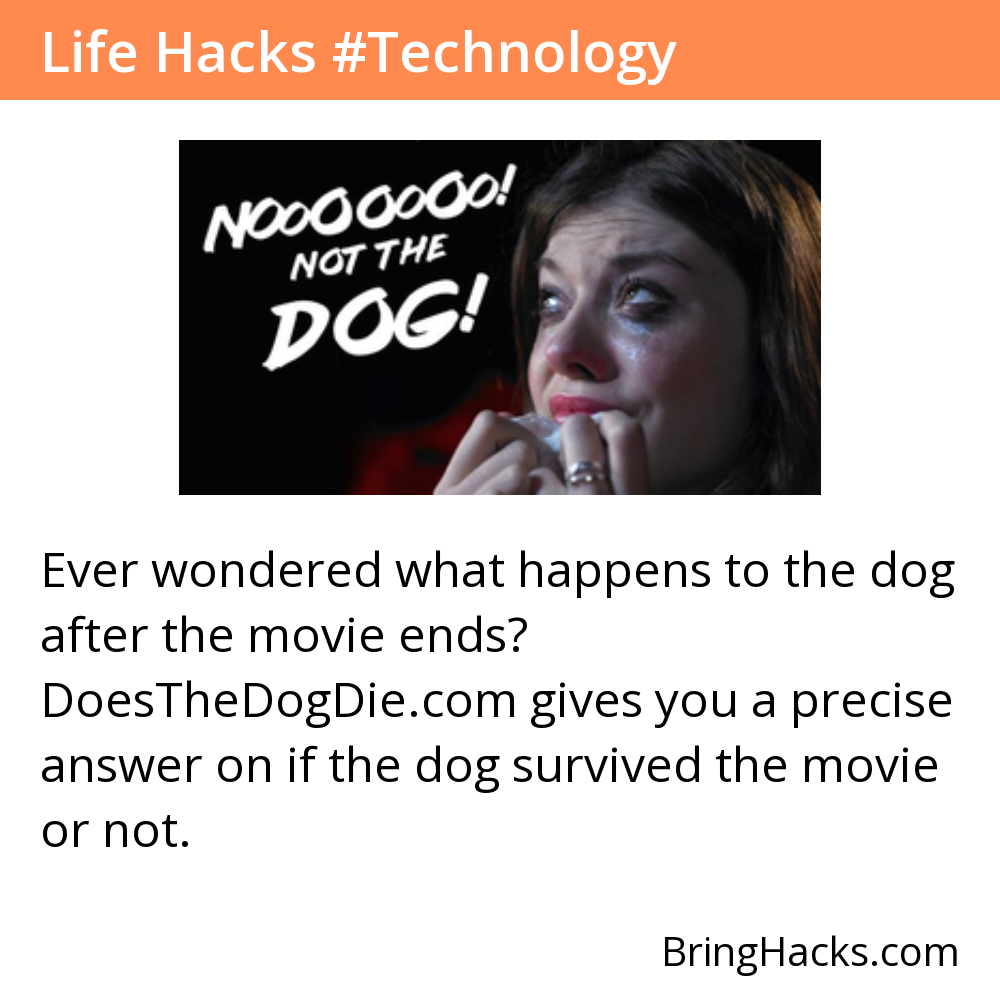 Life Hacks #Technology
NOoOOoOOo!
NOT THE
DOG!
Ever wondered what happens to the dog
after the movie ends?
DoesTheDogDie.com gives you a precise
answer on if the dog survived the movie
or not.
BringHacks.com